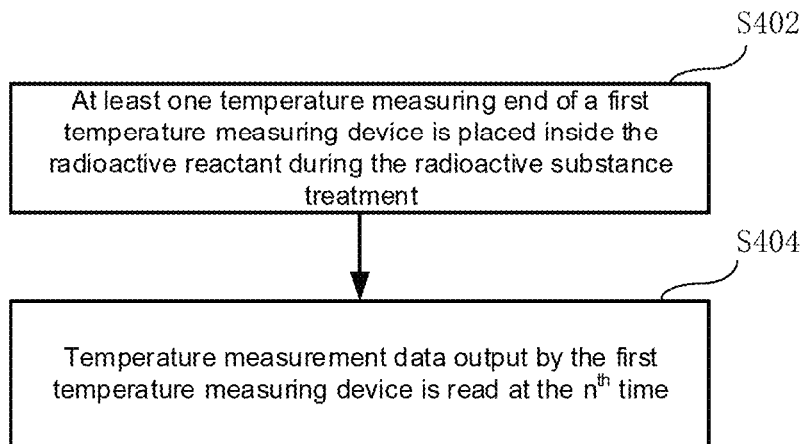 S402
At least one temperature measuring end of a first
temperature measuring device is placed inside the
radioactive reactant during the radioactive substance
treatment
S404
Temperature measurement data output by the first
temperature measuring device is read at the nth time